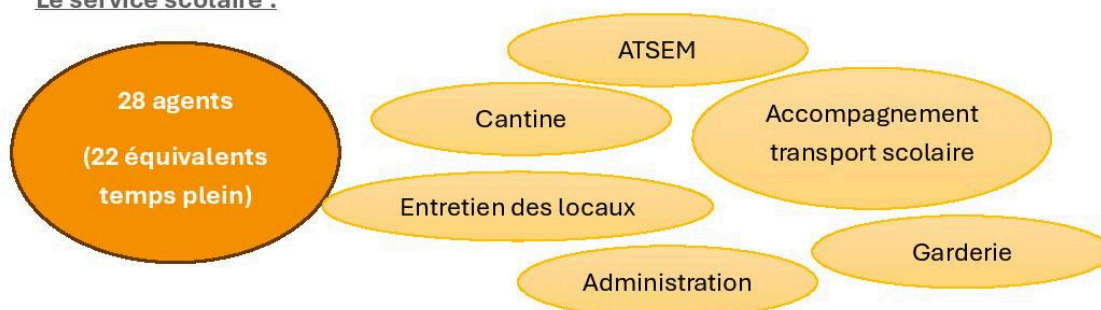 Le service scolaire :
28 agents
(22 équivalents
temps plein)
ATSEM
Cantine
Accompagnement
transport scolaire
Entretien des locaux
Garderie
Administration